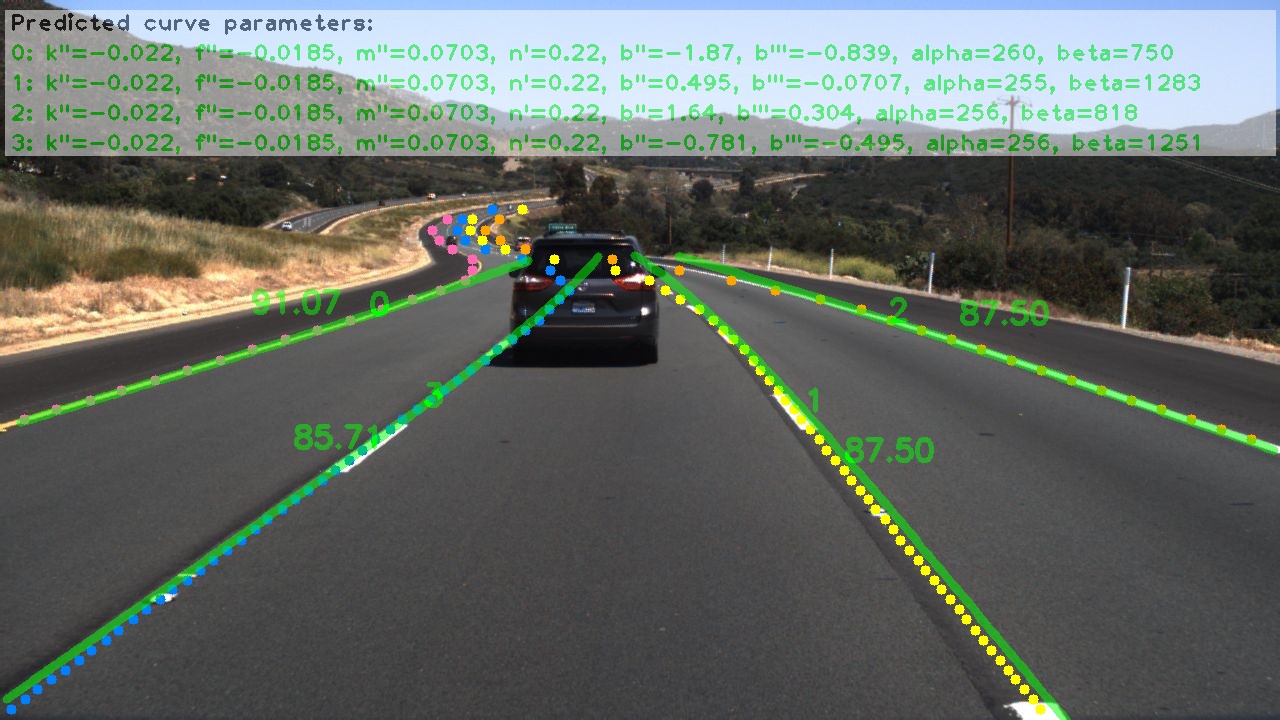 Predicted curve parameters:
0: k"=-0.022, f"=-0.0185, m"=0.0703, n'=0.22, b"=-1.87, b'''=-0.839, alpha=260, beta=750
1: k"=-0.022, f"=-0.0185, m"=0.0703, n'=0.22, b"=0.495, b'''=-0.0707, alpha=255, beta=1283
2: k"=-0.022, f"=-0.0185, m"=0.0703, n'=0.22, b"=1.64, b'''=0.304, alpha=256, beta=818
3: k"=-0.022, f"=-0.0185, m"=0.0703, n'=0.22, b"=-0.781, b'''=-0.495, alpha=256, beta=1251
91.07 0
2 87.50
3
1
85.71
87.50